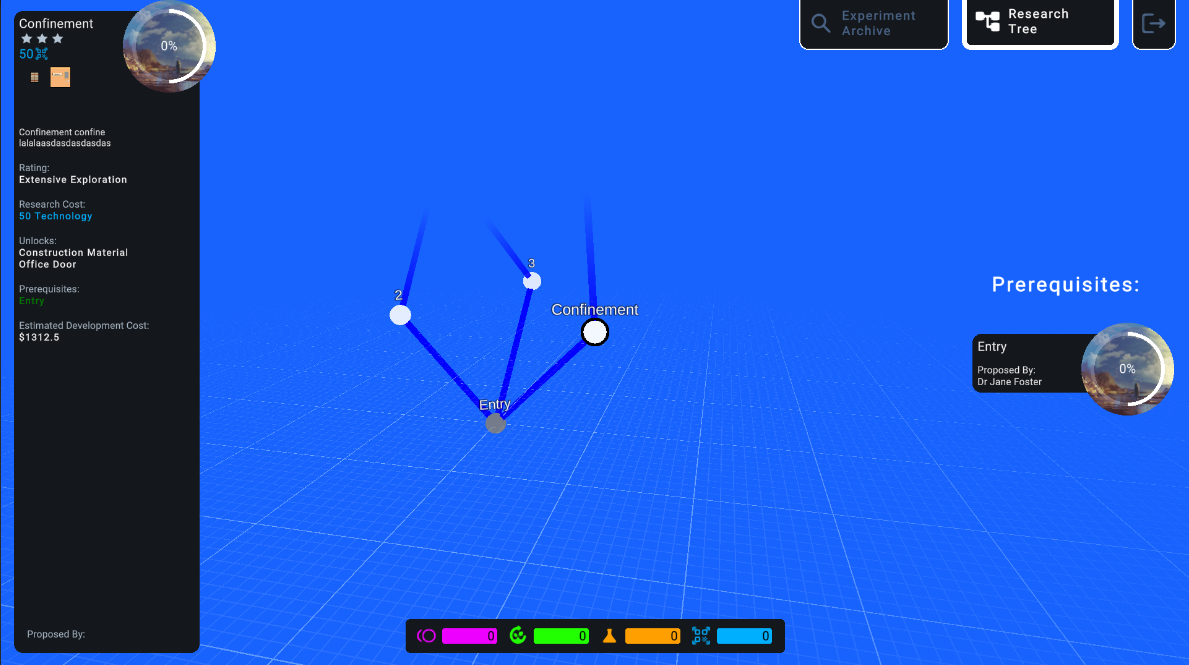 Confinement
50
0%
Confinement confine
lalalaasdasdasdasdas
Rating:
Extensive Exploration
Research Cost:
50 Technology
Unlocks:
Construction Material
Office Door
Prerequisites:
Entry
Estimated Development Cost:
$1312.5
Proposed By:
Experiment
Archive
Research
Tree
2
3
Confinement
Entry
Prerequisites:
Entry
Proposed By:
Dr Jane Foster
0%
0
0
0
0